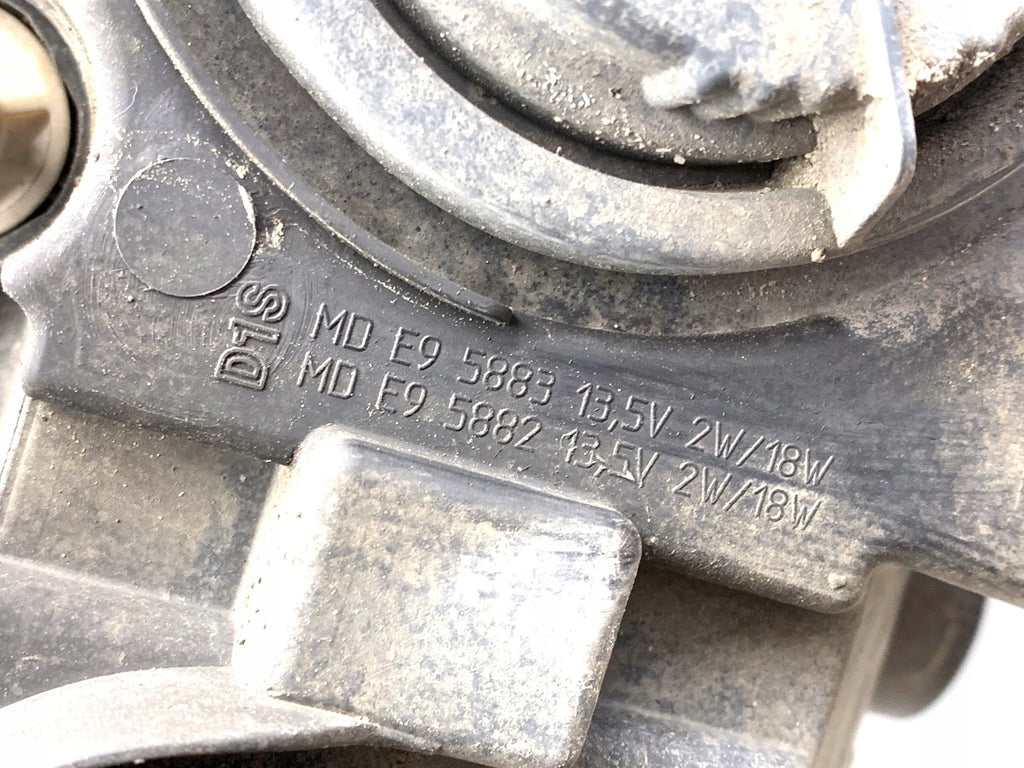 D1S
MD E9 5883 13,5V 2W/18W
MD E9 5882 13,5V 2W/18W